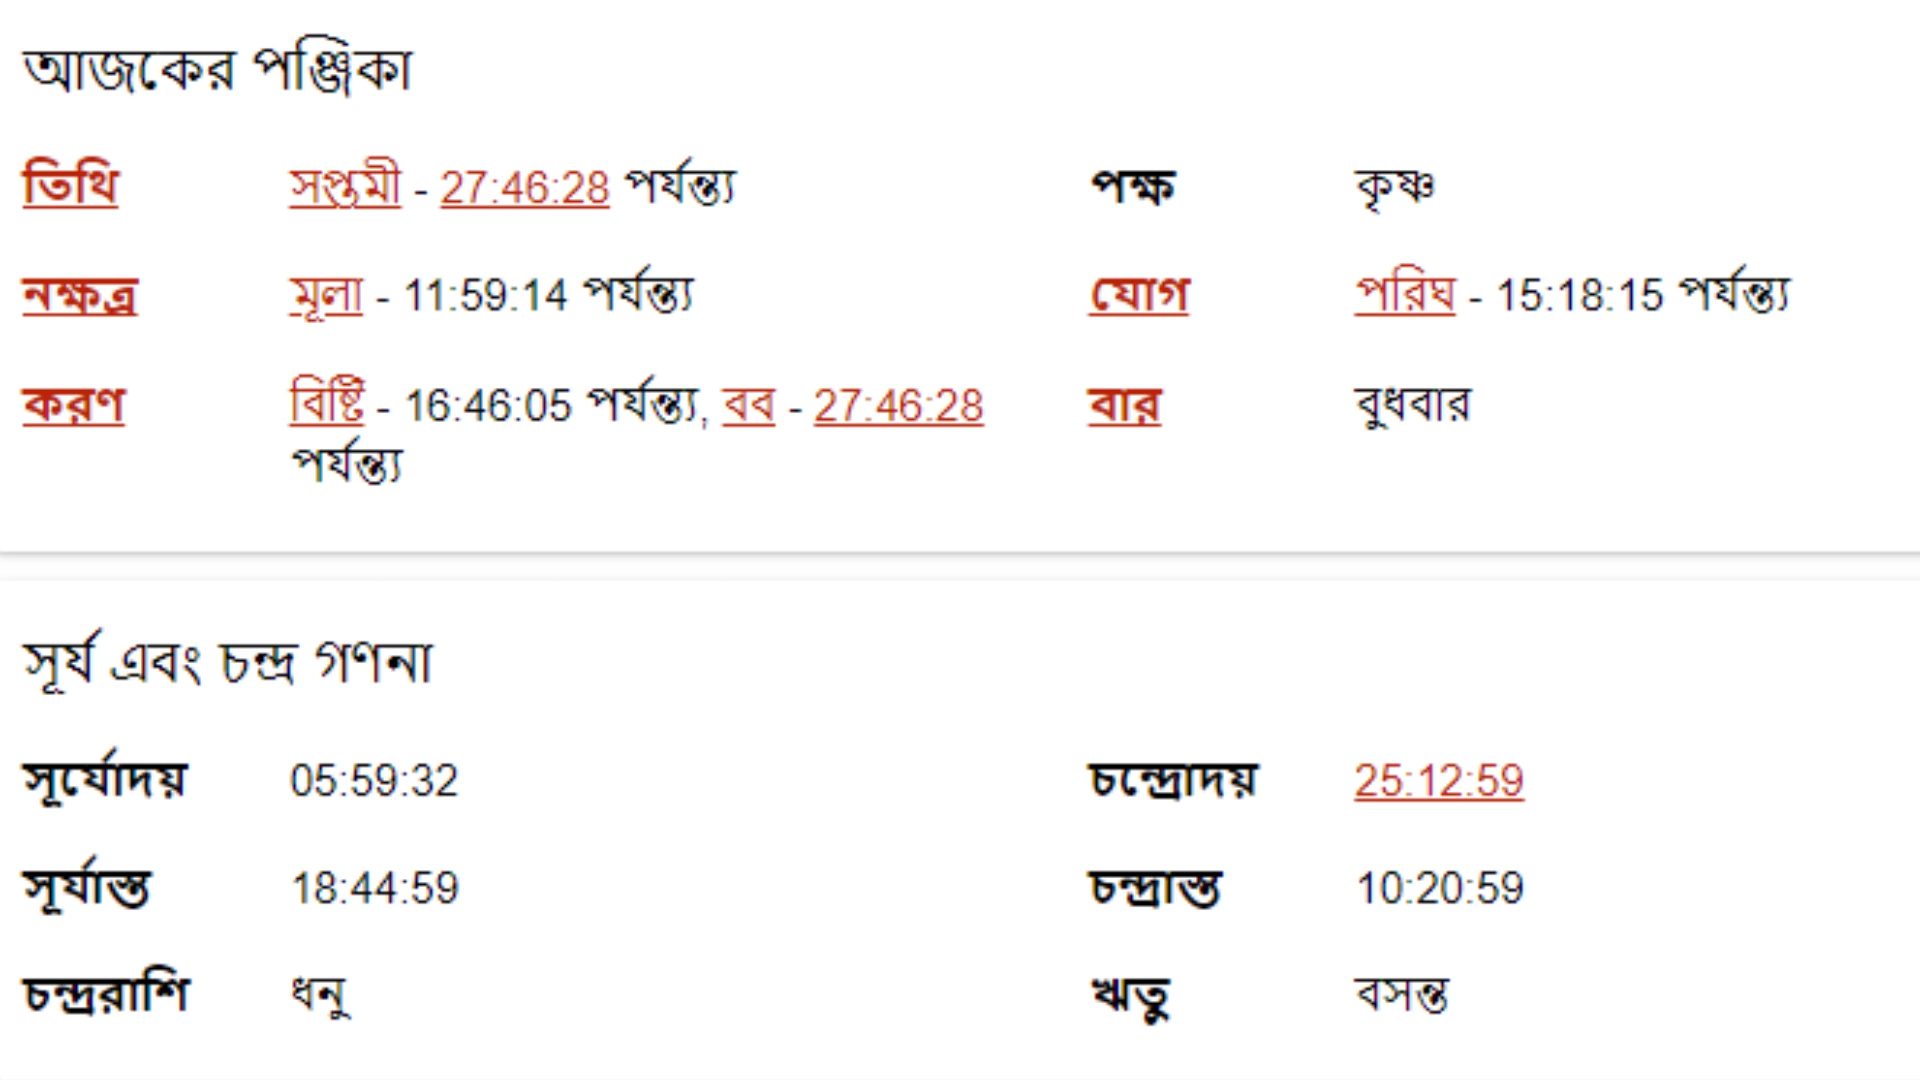 আজকের পঞ্জিকা
তিথি সপ্তমী - 27:46:28 পর্যন্ত্য পক্ষ কৃষ্ণ
নক্ষত্র মূলা - 11:59:14 পর্যন্ত্য যোগ পরিঘ - 15:18:15 পর্যন্ত্য
করণ বিষ্টি - 16:46:05 পর্যন্ত্য, বব - 27:46:28 বার বুধবার
পর্যন্ত্য
সূর্য এবং চন্দ্র গণনা
সূর্যোদয় 05:59:32 চন্দ্রোদয় 25:12:59
সূর্যাস্ত 18:44:59 চন্দ্রাস্ত 10:20:59
চন্দ্ররাশি ধনু ঋতু বসন্ত